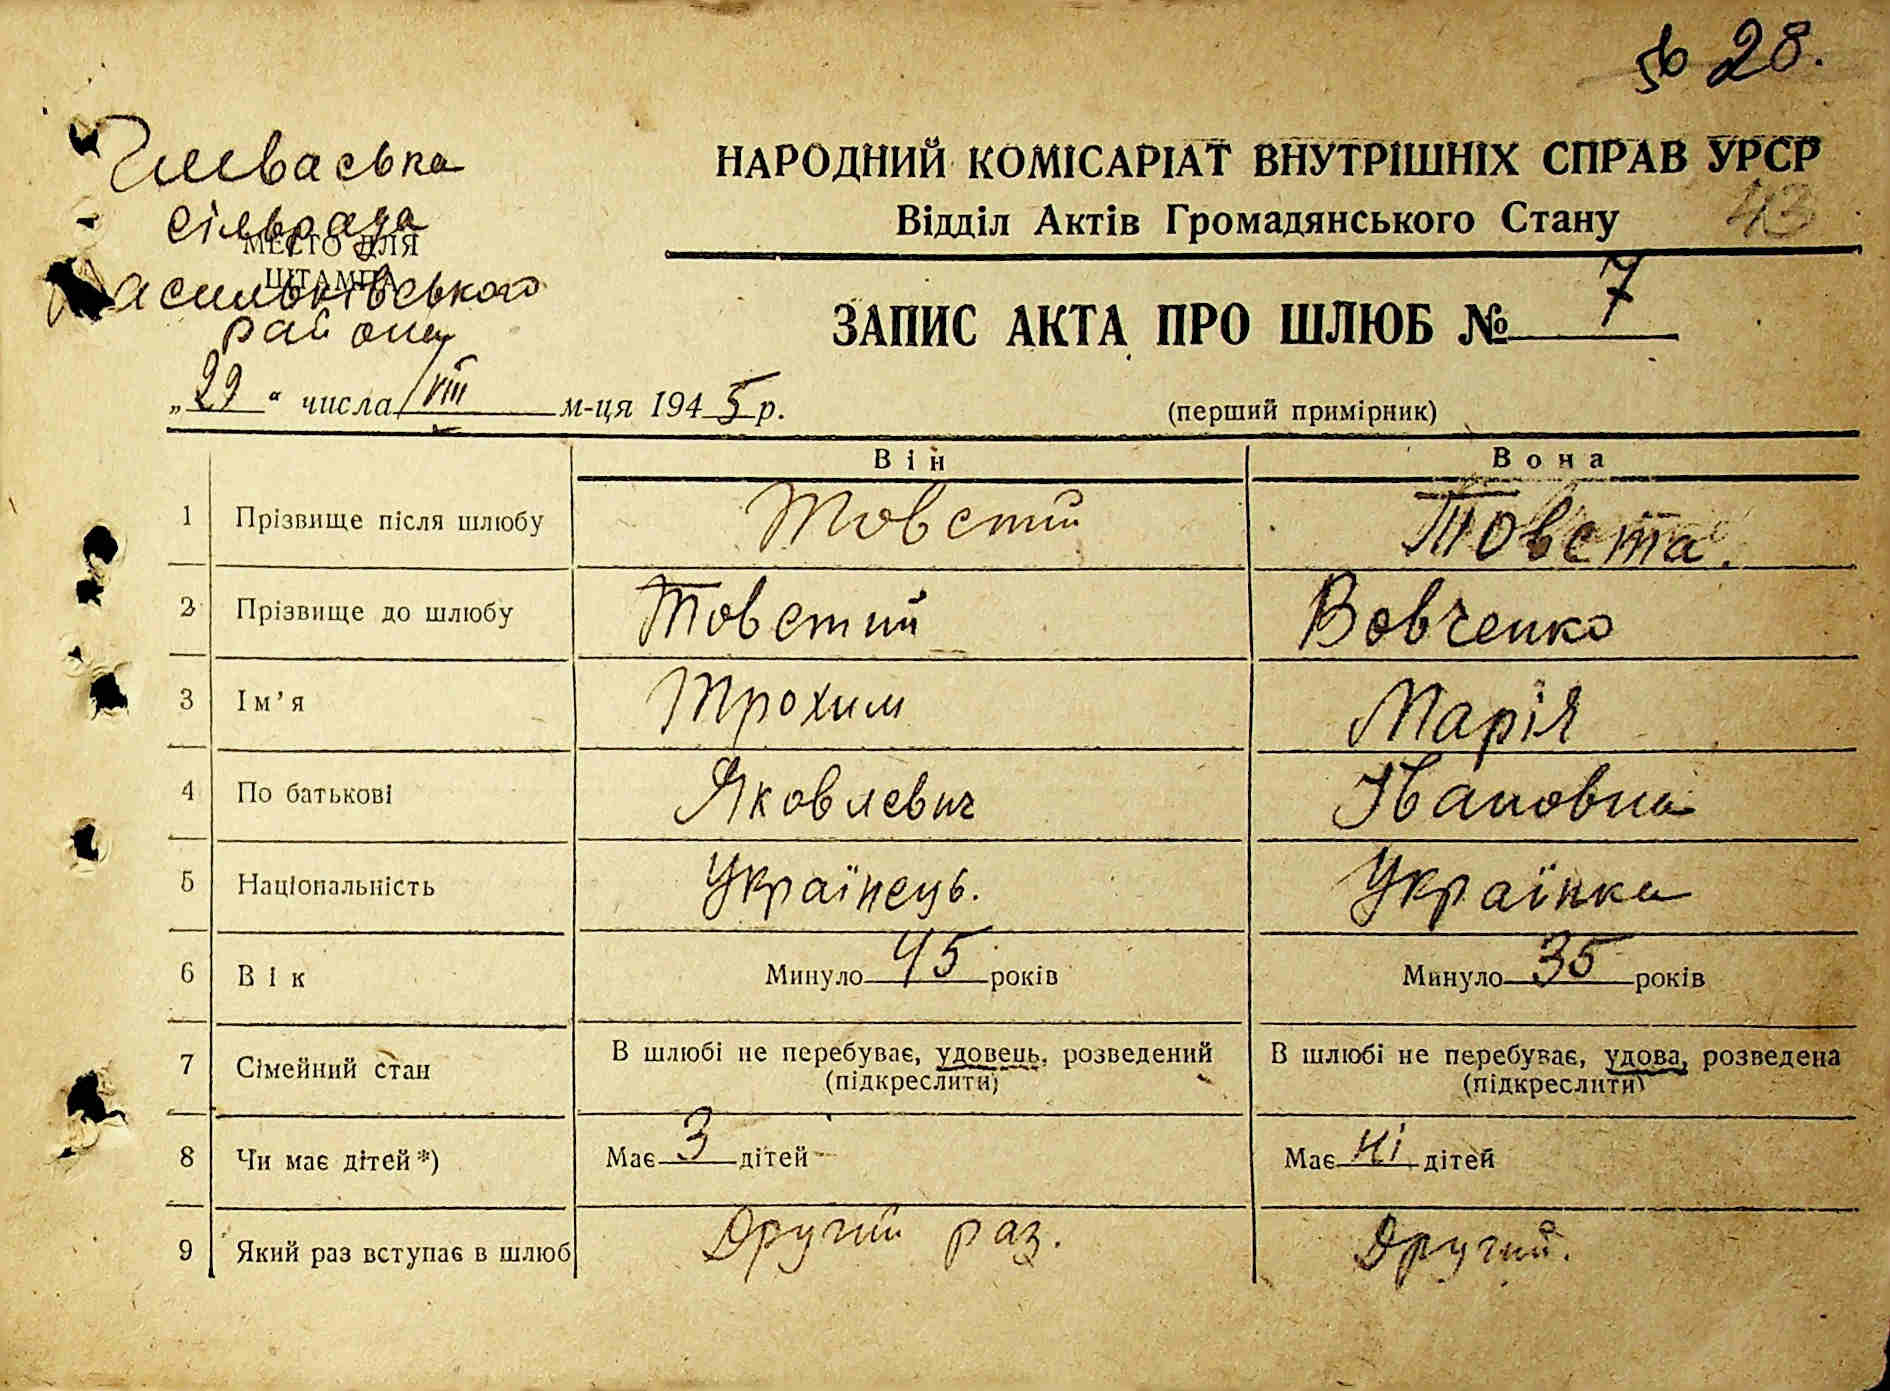 56 28.
Глеваська
сільрада
МЕСТО ДЛЯ
ШТАМПА
Васильківського
району
НАРОДНИЙ КОМІСАРІАТ ВНУТРІШНІХ СПРАВ УРСР
Відділ Актів Громадянського Стану 43
ЗАПИС АКТА ПРО ШЛЮБ № 7
„29“ числа VIII м-ця 1945 р.
(перший примірник)
Він Вона
1 Прізвище після шлюбу Товстий Товста.
2 Прізвище до шлюбу Товстий Вовченко
3 Ім’я Трохим Марія
4 По батькові Яковлевич Івановна
5 Національність Українець. Українка
6 Вік Минуло 45 років Минуло 35 років
7 Сімейний стан В шлюбі не перебуває, удовець, розведений В шлюбі не перебуває, удова, розведена
(підкреслити) (підкреслити)
8 Чи має дітей*) Має 3 дітей Має ні дітей
9 Який раз вступає в шлюб Другий раз. Другий.